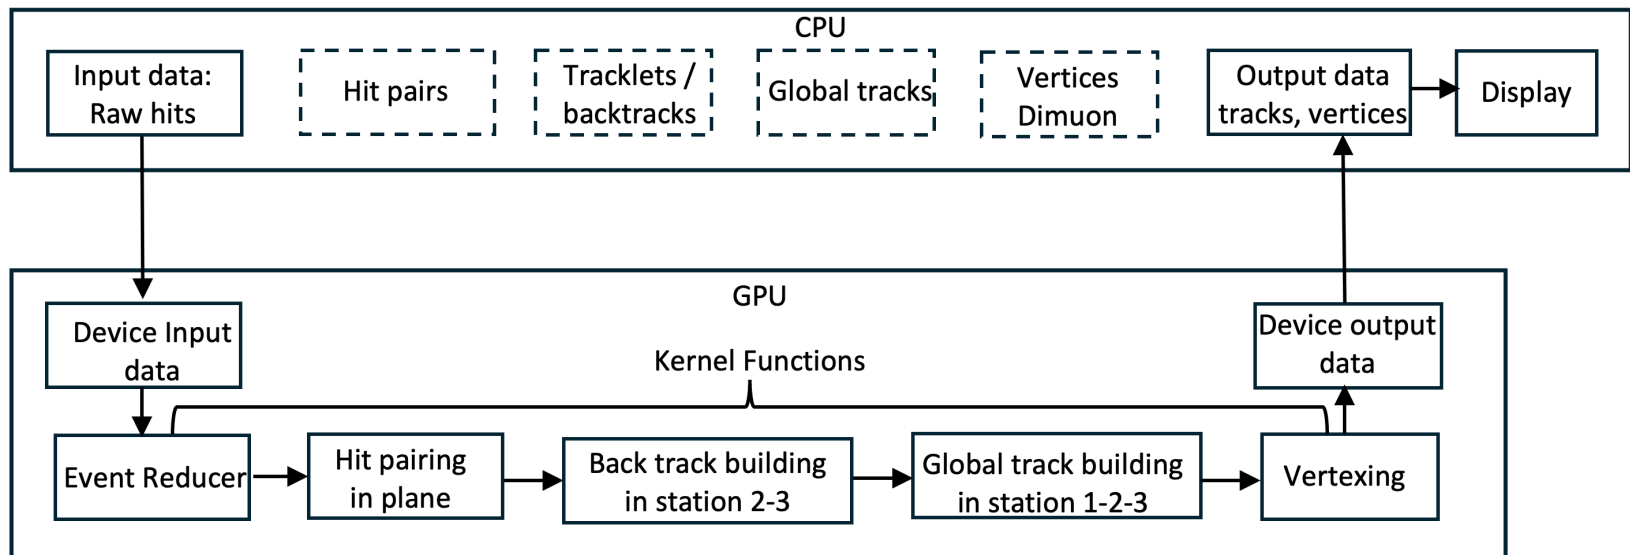 CPU
Input data:
Raw hits
Hit pairs
Tracklets /
backtracks
Global tracks
Vertices
Dimuon
Output data
tracks, vertices
Display
GPU
Device Input
data
Device output
data
Kernel Functions
Event Reducer
Hit pairing
in plane
Back track building
in station 2-3
Global track building
in station 1-2-3
Vertexing